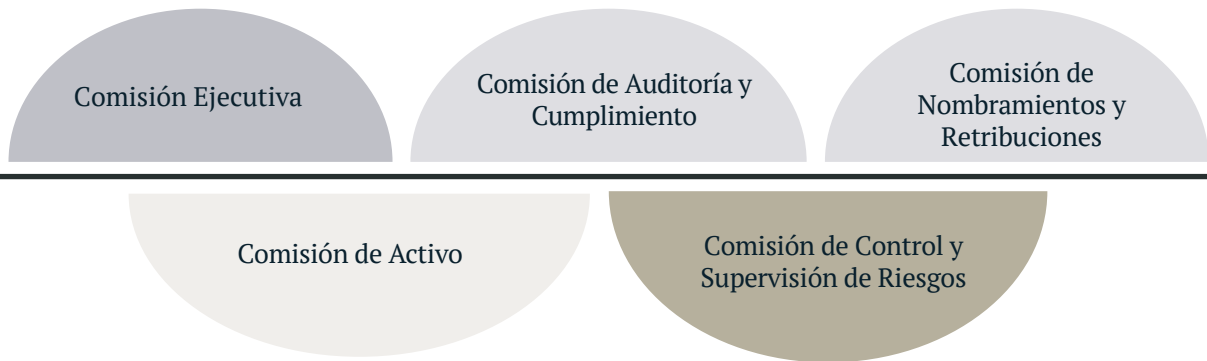 Comisión Ejecutiva
Comisión de Auditoría y
Cumplimiento
Comisión de
Nombramientos y
Retribuciones
Comisión de Activo
Comisión de Control y
Supervisión de Riesgos